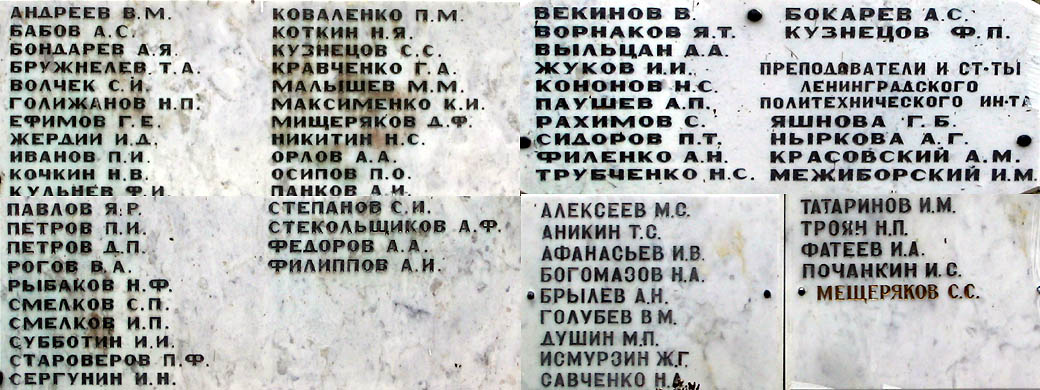 АНДРЕЕВ В.М.
БАБОВ А.С.
БОНДАРЕВ А.Я
БРУЖНЕЛЕВ Т.А.
ВОЛЧЕК С.И.
ГОЛИЖАНОВ Н.П.
ЕФИМОВ Г.Е.
ЖЕРДИИ И.Д.
ИВАНОВ П.И.
КОЧКИН Н.В.
КУЛЬНЕВ Ф.И.
КОВАЛЕНКО П.М.
КОТКИН Н.Я.
КУЗНЕЦОВ С.С.
КРАВЧЕНКО Г.А.
МАЛЫШЕВ М.М.
МАКСИМЕНКО К.И.
МИЩЕРЯКОВ Д.Ф.
НИКИТИН Н.С.
ОРЛОВ А.А.
ОСИПОВ П.О.
ПАНКОВ А.И.
ВЕКИНОВ В.
ВОРНАКОВ Я.Т.
ВЫЛЬЦАН Д.А.
ЖУКОВ И.И.
КОНОНОВ Н.С.
ПАУШЕВ А.П.
РАХИМОВ С.
СИДОРОВ П.Т.
ФИЛЕНКО А.Н.
ТРУБЧЕНКО Н.С.
БОКАРЕВ А.С.
КУЗНЕЦОВ Ф.П.
ПРЕПОДОВАТЕЛИ И СТ-ТЫ
ЛЕНИНГРАДСКОГО
ПОЛИТЕХНИЧЕСКОГО ИН-ТА
ЯШНОВА Г.Б.
НЫРКОВА А.Г.
КРАСОВСКИЙ А.М.
МЕЖИБОРСКИЙ И.М.
ПАВЛОВ Я.Р.
ПЕТРОВ П.И.
ПЕТРОВ Д.П.
РОГОВ В.А.
РЫБАКОВ Н.Ф.
СМЕЛКОВ С.П.
СМЕЛКОВ И.П.
СУББОТИН И.И.
СТАРОВЕРОВ П.Ф.
СЕРГУНИН И.Н.
СТЕПАНОВ С.И.
СТЕКОЛЬЩИКОВ А.Ф.
ФЕДОРОВ А.А.
ФИЛИППОВ А.И.
АЛЕКСЕЕВ М.С.
АНИКИН Т.С.
АФАНАСЬЕВ И.В.
БОГОМАЗОВ Н.А.
БРЫЛЕВ А.Н.
ГОЛУБЕВ В.М.
ДУШИН М.П.
ИСМУРЗИН Ж.Г.
САВЧЕНКО Н.А.
ТАТАРИНОВ И.М.
ТРОЯН Н.П.
ФАТЕЕВ И.А.
ПОЧАНКИН И.С.
МЕЩЕРЯКОВ С.С.